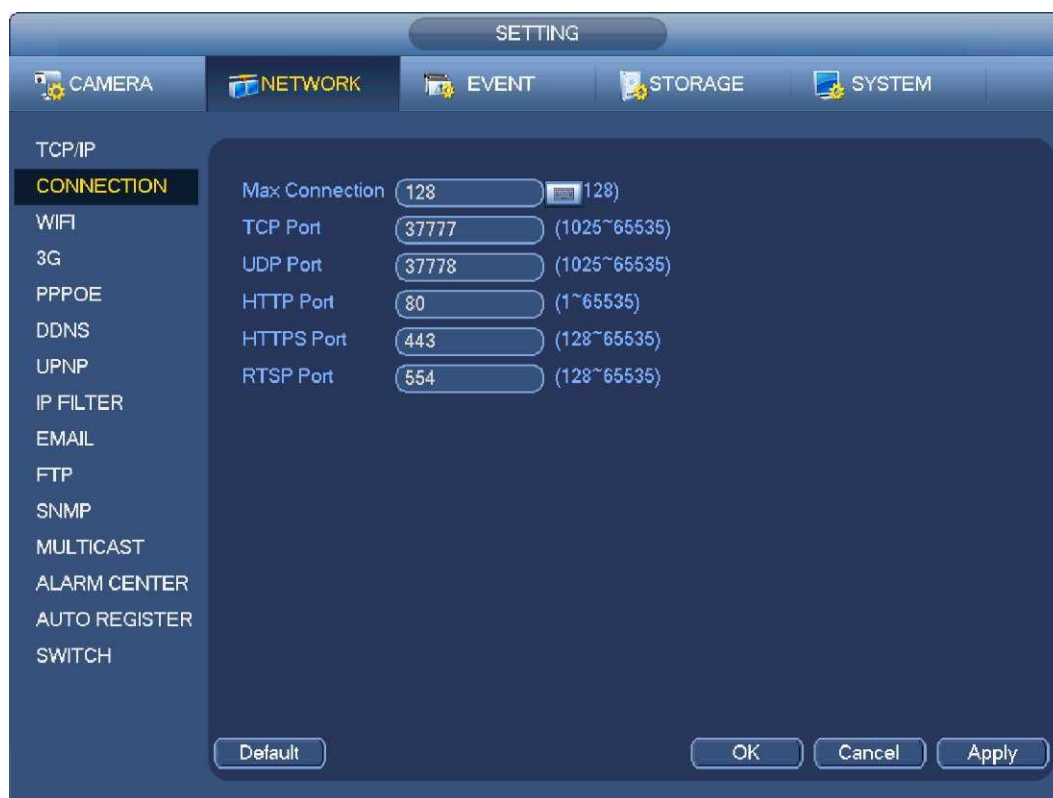 SETTING
CAMERA NETWORK EVENT STORAGE SYSTEM
TCP/IP
CONNECTION
WIFI
3G
PPPOE
DDNS
UPNP
IP FILTER
EMAIL
FTP
SNMP
MULTICAST
ALARM CENTER
AUTO REGISTER
SWITCH
Max Connection 128 128)
TCP Port 37777 (1025~65535)
UDP Port 37778 (1025~65535)
HTTP Port 80 (1~65535)
HTTPS Port 443 (128~65535)
RTSP Port 554 (128~65535)
Default OK Cancel Apply